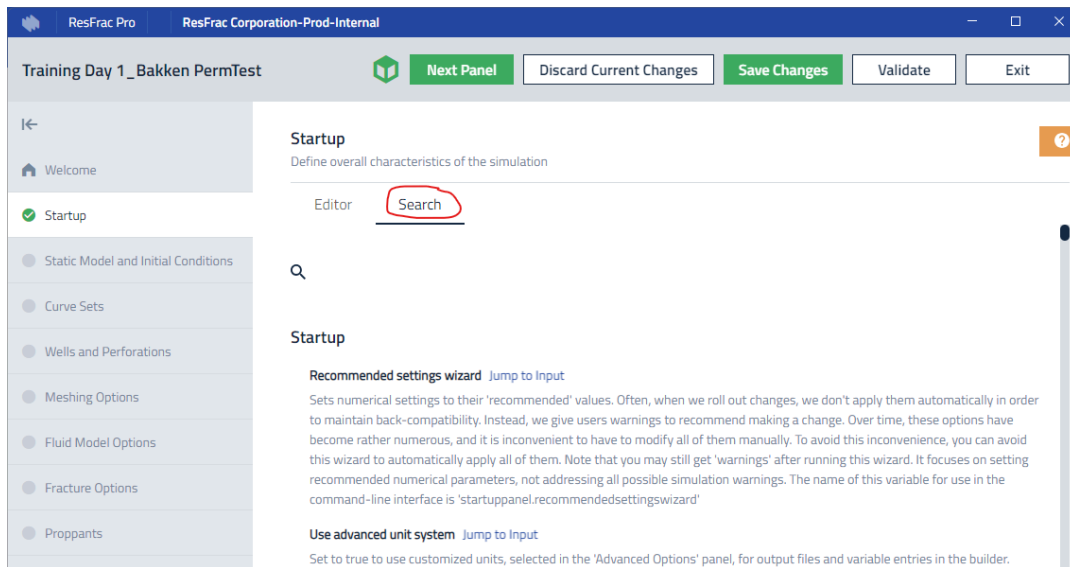 ResFrac Pro ResFrac Corporation-Prod-Internal
Training Day 1_Bakken PermTest Next Panel Discard Current Changes Save Changes Validate Exit
Welcome
Startup
Static Model and Initial Conditions
Curve Sets
Wells and Perforations
Meshing Options
Fluid Model Options
Fracture Options
Proppants
Startup
?
Define overall characteristics of the simulation
Editor Search
Startup
Recommended settings wizard Jump to Input
Sets numerical settings to their 'recommended' values. Often, when we roll out changes, we don't apply them automatically in order
to maintain back-compatibility. Instead, we give users warnings to recommend making a change. Over time, these options have
become rather numerous, and it is inconvenient to have to modify all of them manually. To avoid this inconvenience, you can avoid
this wizard to automatically apply all of them. Note that you may still get 'warnings' after running this wizard. It focuses on setting
recommended numerical parameters, not addressing all possible simulation warnings. The name of this variable for use in the
command-line interface is 'startuppanel.recommendedsettingswizard'
Use advanced unit system Jump to Input
Set to true to use customized units, selected in the 'Advanced Options' panel, for output files and variable entries in the builder.